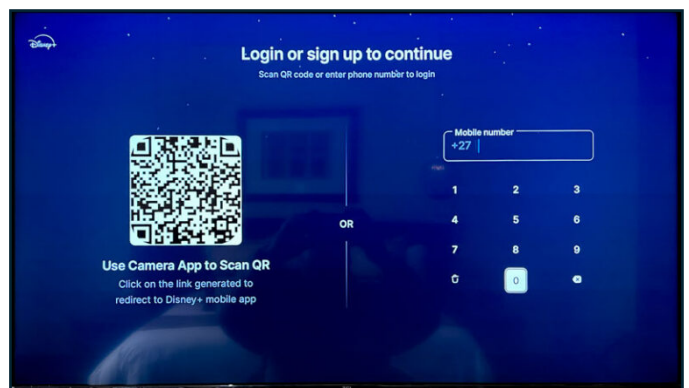 Disney+
Login or sign up to continue
Scan QR code or enter phone number to login
Mobile number
+27
1 2 3
4 5 6
7 8 9
0
OR
Use Camera App to Scan QR
Click on the link generated to
redirect to Disney+ mobile app